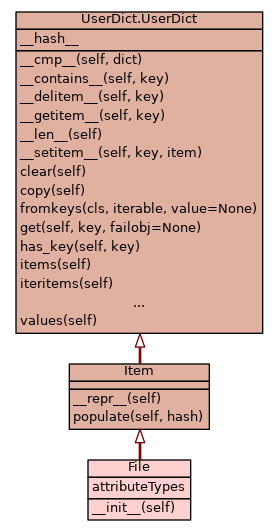 UserDict.UserDict
__hash__
__cmp__(self, dict)
__contains__(self, key)
__delitem__(self, key)
__getitem__(self, key)
__len__(self)
__setitem__(self, key, item)
clear(self)
copy(self)
fromkeys(cls, iterable, value=None)
get(self, key, failobj=None)
has_key(self, key)
items(self)
iteritems(self)
...
values(self)
Item
__repr__(self)
populate(self, hash)
File
attributeTypes
__init__(self)